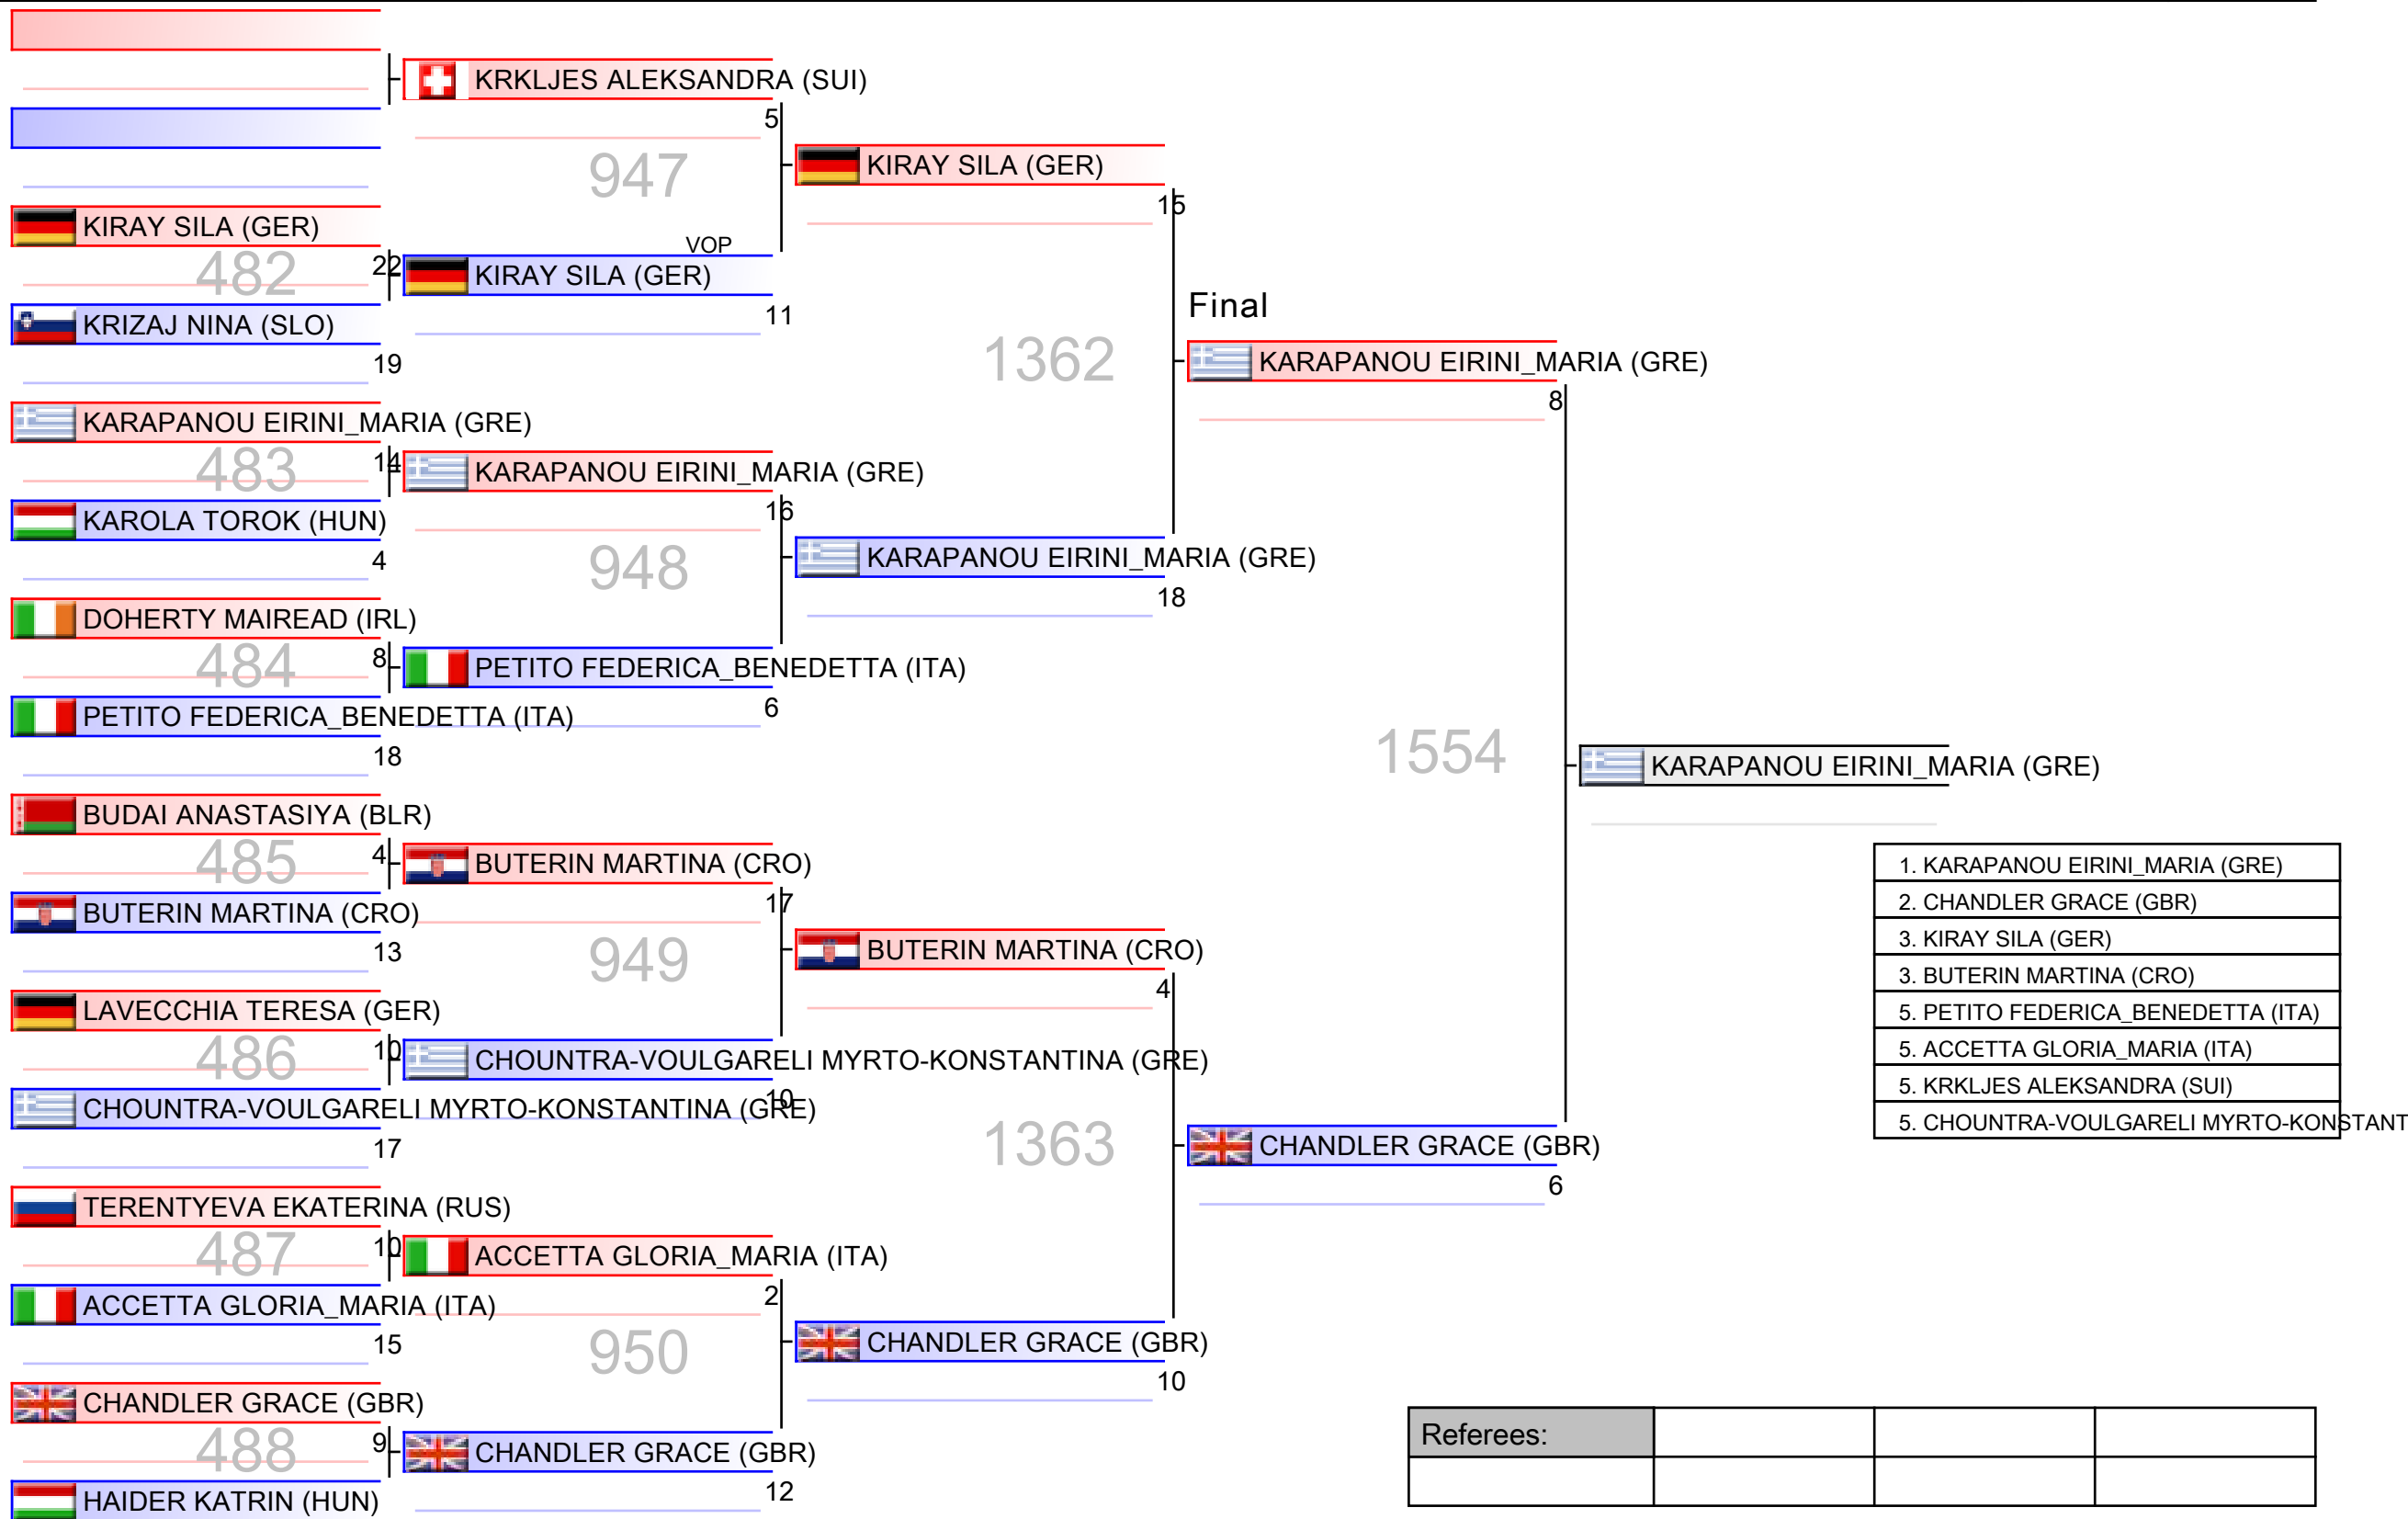 KRKLJES ALEKSANDRA (SUI)
5
947
KIRAY SILA (GER)
15
KIRAY SILA (GER)
VOP
482
22
KIRAY SILA (GER)
11
KRIZAJ NINA (SLO)
19
Final
1362
KARAPANOU EIRINI_MARIA (GRE)
8
KARAPANOU EIRINI_MARIA (GRE)
483
14
KARAPANOU EIRINI_MARIA (GRE)
16
KAROLA TOROK (HUN)
4
948
KARAPANOU EIRINI_MARIA (GRE)
18
DOHERTY MAIREAD (IRL)
484
8
PETITO FEDERICA_BENEDETTA (ITA)
6
PETITO FEDERICA_BENEDETTA (ITA)
18
1554
KARAPANOU EIRINI_MARIA (GRE)
BUDAI ANASTASIYA (BLR)
485
4
BUTERIN MARTINA (CRO)
17
BUTERIN MARTINA (CRO)
13
949
BUTERIN MARTINA (CRO)
4
LAVECCHIA TERESA (GER)
486
10
CHOUNTRA-VOULGARELI MYRTO-KONSTANTINA (GRE)
10
CHOUNTRA-VOULGARELI MYRTO-KONSTANTINA (GRE)
17
1363
CHANDLER GRACE (GBR)
6
TERENTYEVA EKATERINA (RUS)
487
10
ACCETTA GLORIA_MARIA (ITA)
2
ACCETTA GLORIA_MARIA (ITA)
15
950
CHANDLER GRACE (GBR)
10
CHANDLER GRACE (GBR)
488
9
CHANDLER GRACE (GBR)
12
HAIDER KATRIN (HUN)
1. KARAPANOU EIRINI_MARIA (GRE)
2. CHANDLER GRACE (GBR)
3. KIRAY SILA (GER)
3. BUTERIN MARTINA (CRO)
5. PETITO FEDERICA_BENEDETTA (ITA)
5. ACCETTA GLORIA_MARIA (ITA)
5. KRKLJES ALEKSANDRA (SUI)
5. CHOUNTRA-VOULGARELI MYRTO-KONSTANT
Referees: